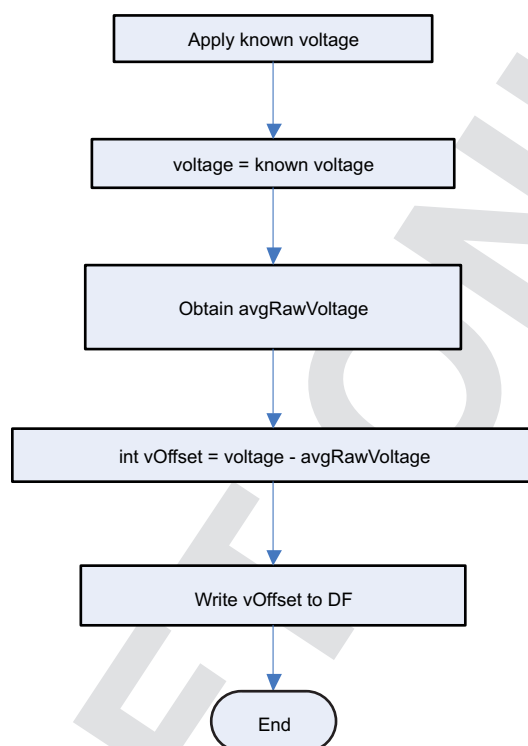 Apply known voltage
voltage = known voltage
Obtain avgRawVoltage
int vOffset = voltage - avgRawVoltage
Write vOffset to DF
End